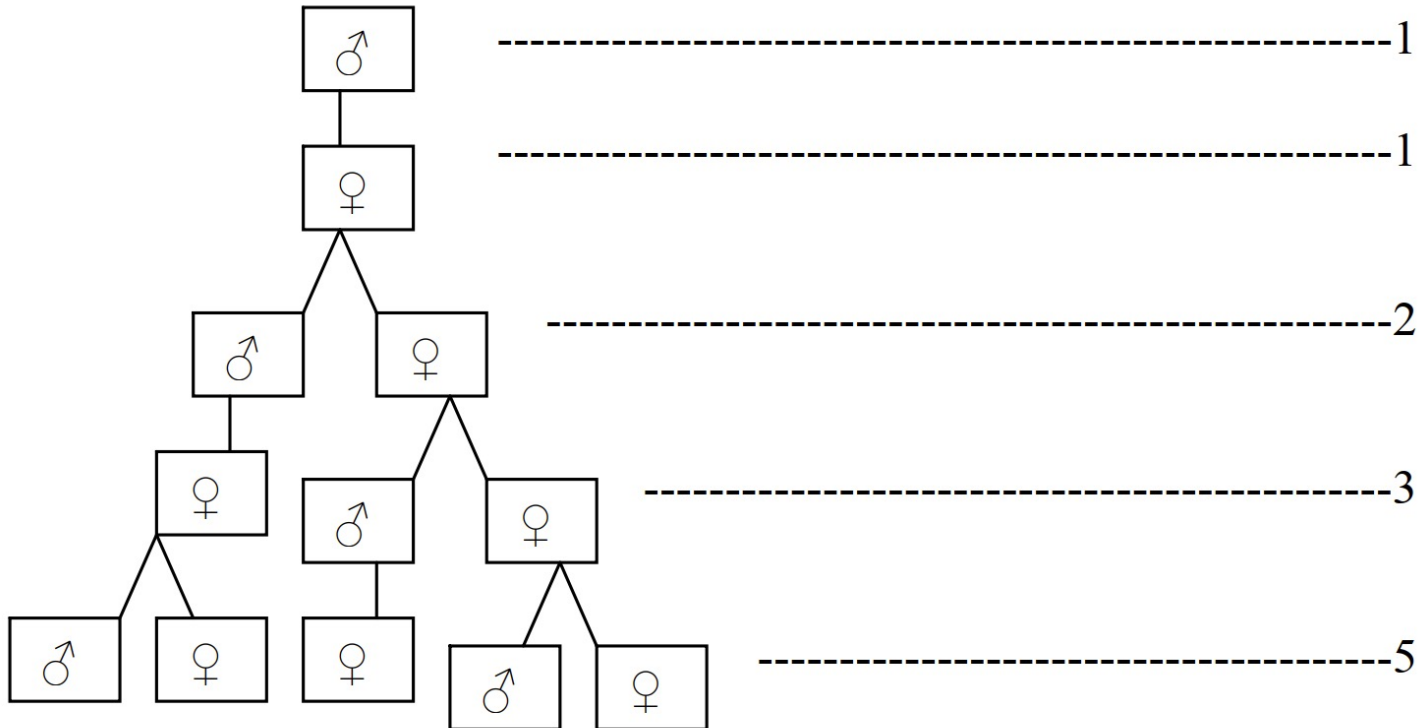 ♂ 1
♀ 1
♂ ♀ 2
♀ ♂ ♀ 3
♂ ♀ ♀ ♂ ♀ 5